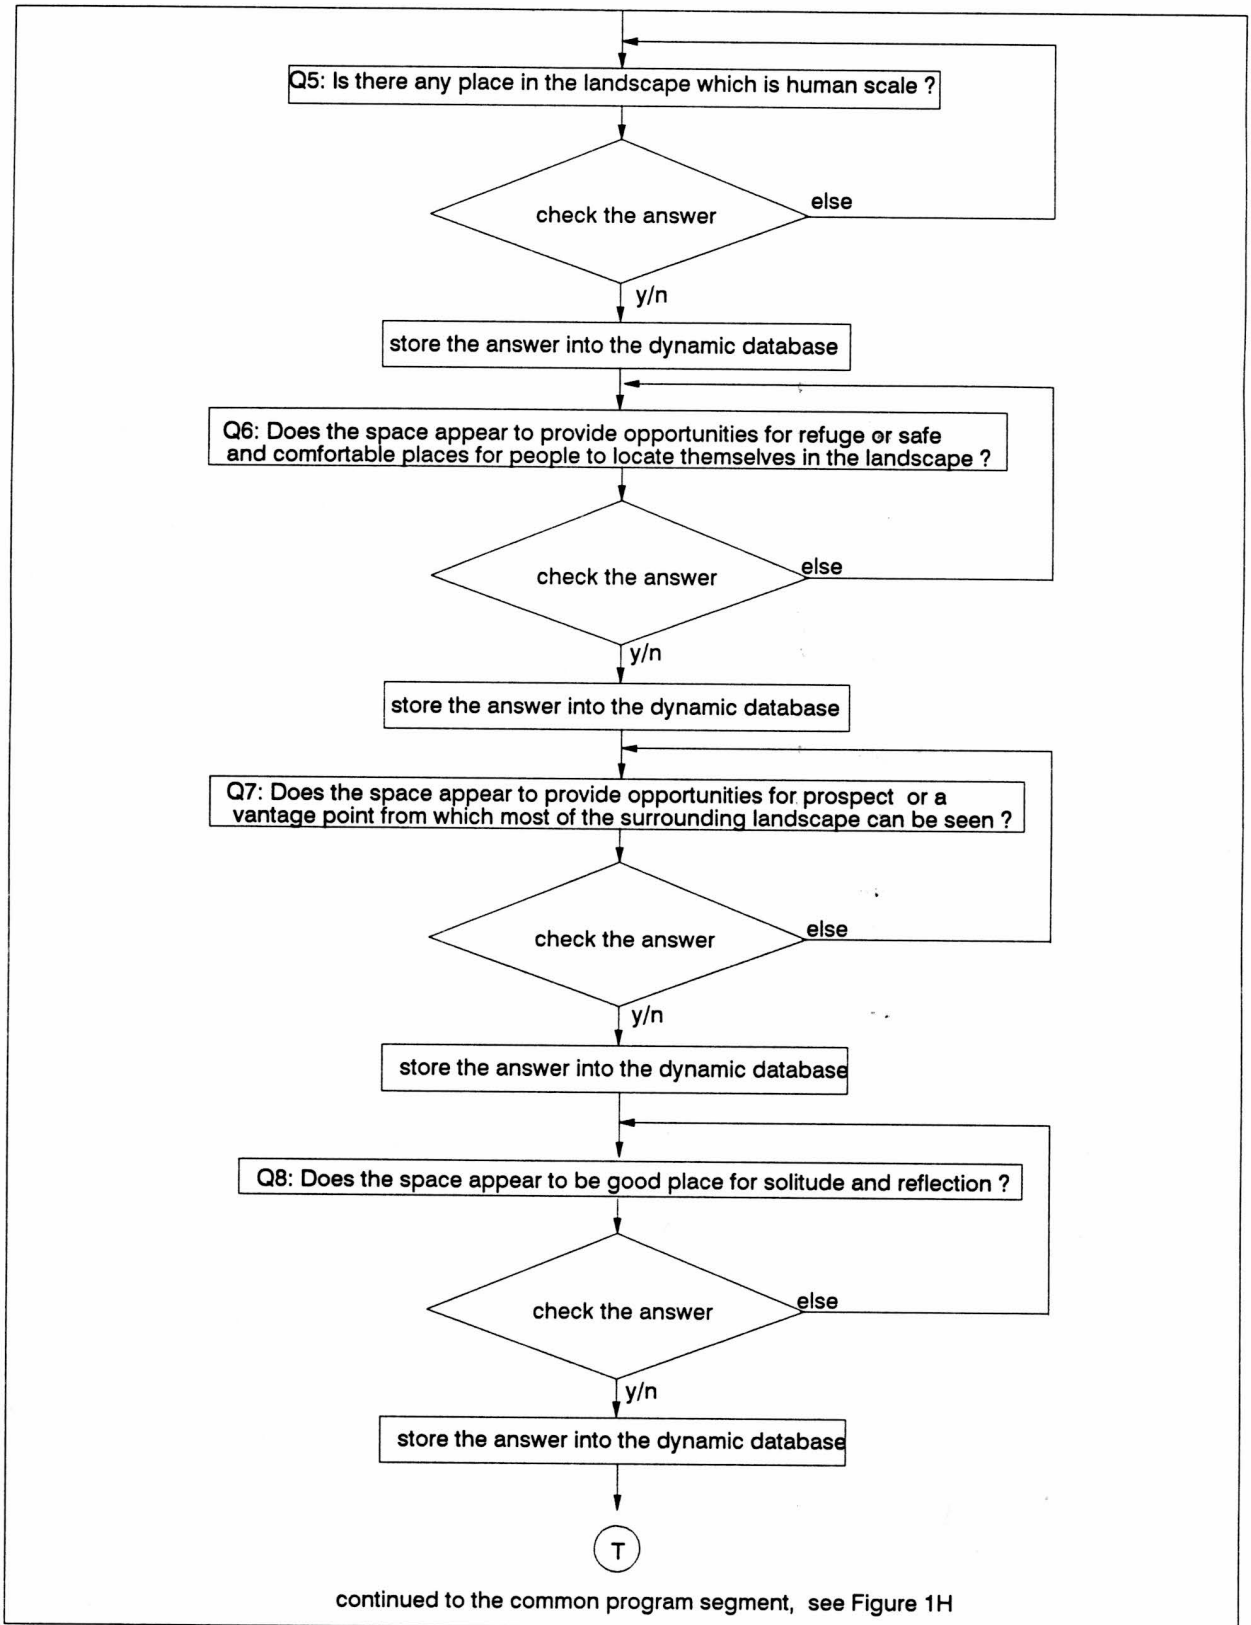 Q5: Is there any place in the landscape which is human scale ?
check the answer
else
y/n
store the answer into the dynamic database
Q6: Does the space appear to provide opportunities for refuge or safe
and comfortable places for people to locate themselves in the landscape ?
check the answer
else
y/n
store the answer into the dynamic database
Q7: Does the space appear to provide opportunities for prospect or a
vantage point from which most of the surrounding landscape can be seen ?
check the answer
else
y/n
store the answer into the dynamic database
Q8: Does the space appear to be good place for solitude and reflection ?
check the answer
else
y/n
store the answer into the dynamic database
T
continued to the common program segment, see Figure 1H